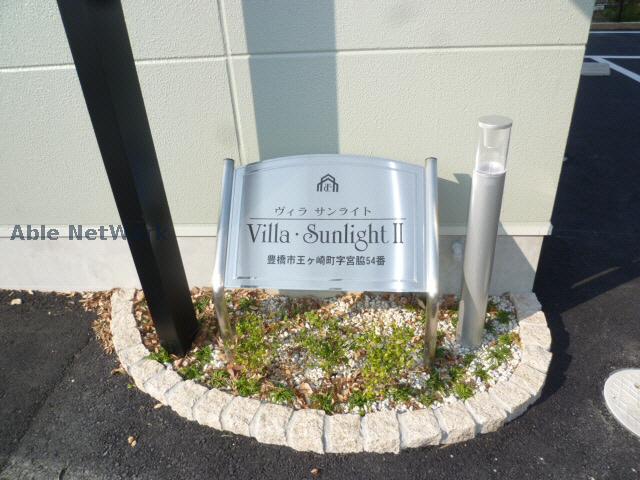 ヴィラ サンライト
Villa・Sunlight II
豊橋市王ヶ崎町字宮脇54番
Able NetWork